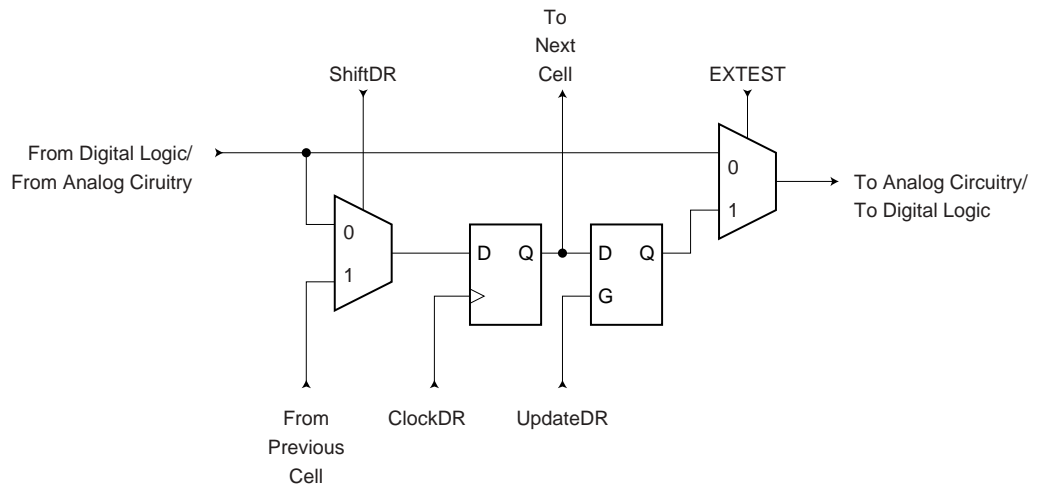 To
Next
Cell
ShiftDR
EXTEST
From Digital Logic/
From Analog Ciruitry
0
1
To Analog Circuitry/
To Digital Logic
0
1
D Q
D Q
G
From
Previous
Cell
ClockDR
UpdateDR